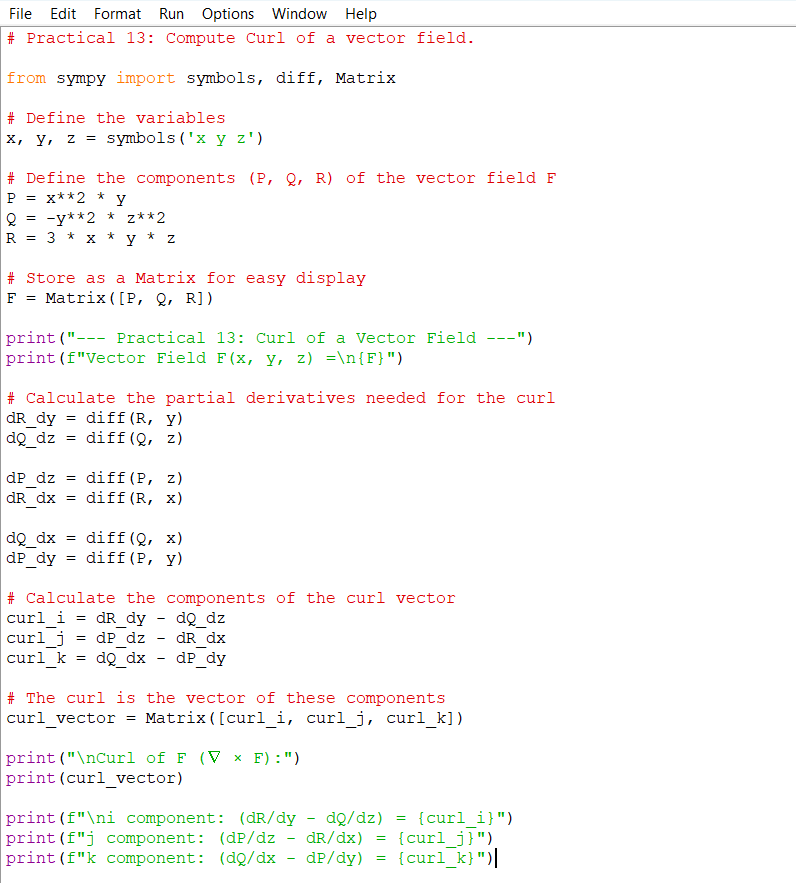 File Edit Format Run Options Window Help
# Practical 13: Compute Curl of a vector field.
from sympy import symbols, diff, Matrix
# Define the variables
x, y, z = symbols('x y z')
# Define the components (P, Q, R) of the vector field F
P = x**2 * y
Q = -y**2 * z**2
R = 3 * x * y * z
# Store as a Matrix for easy display
F = Matrix([P, Q, R])
print("--- Practical 13: Curl of a Vector Field ---")
print(f"Vector Field F(x, y, z) =\n{F}")
# Calculate the partial derivatives needed for the curl
dR_dy = diff(R, y)
dQ_dz = diff(Q, z)
dP_dz = diff(P, z)
dR_dx = diff(R, x)
dQ_dx = diff(Q, x)
dP_dy = diff(P, y)
# Calculate the components of the curl vector
curl_i = dR_dy - dQ_dz
curl_j = dP_dz - dR_dx
curl_k = dQ_dx - dP_dy
# The curl is the vector of these components
curl_vector = Matrix([curl_i, curl_j, curl_k])
print("\nCurl of F (∇ × F):")
print(curl_vector)
print(f"\ni component: (dR/dy - dQ/dz) = {curl_i}")
print(f"j component: (dP/dz - dR/dx) = {curl_j}")
print(f"k component: (dQ/dx - dP/dy) = {curl_k}")